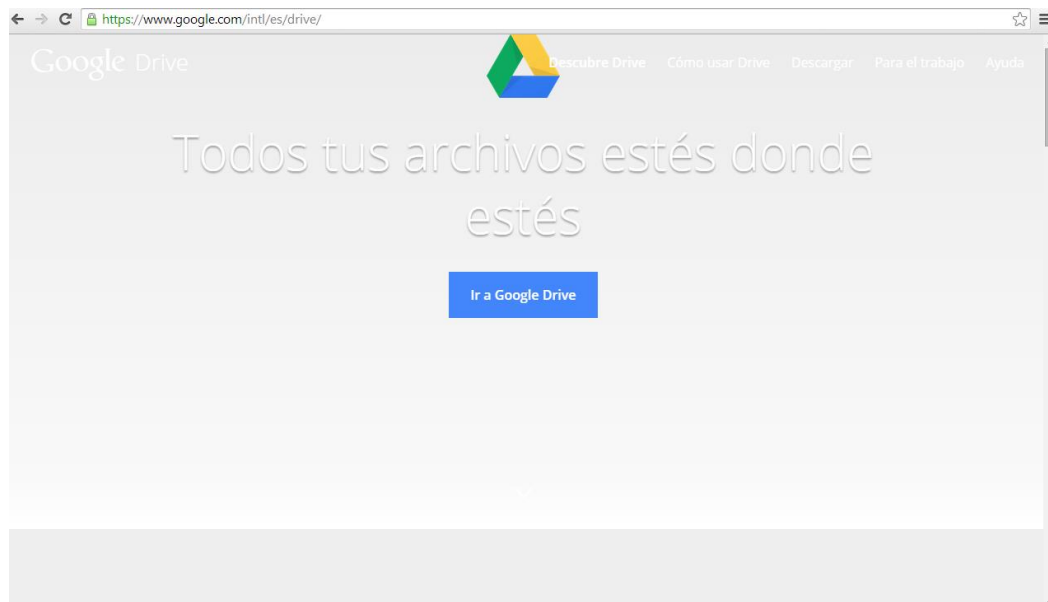 https://www.google.com/intl/es/drive/
Google Drive
Descubre Drive Cómo usar Drive Descargar Para el trabajo Ayuda
Todos tus archivos estés donde
estés
Ir a Google Drive